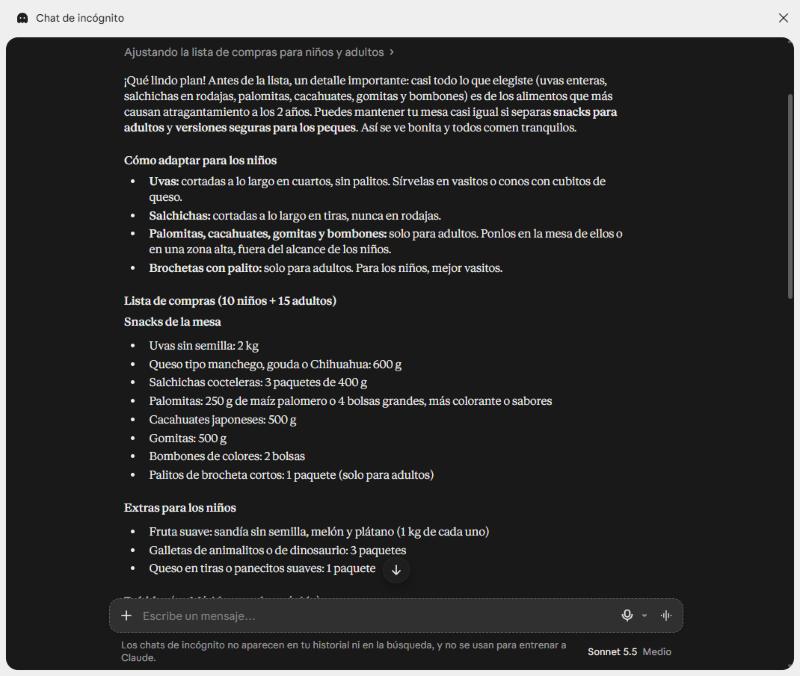 Chat de incógnito
Ajustando la lista de compras para niños y adultos >
¡Qué lindo plan! Antes de la lista, un detalle importante: casi todo lo que elegiste (uvas enteras,
salchichas en rodajas, palomitas, cacahuates, gomitas y bombones) es de los alimentos que más
causan atragantamiento a los 2 años. Puedes mantener tu mesa casi igual si separas snacks para
adultos y versiones seguras para los peques. Así se ve bonita y todos comen tranquilos.
Cómo adaptar para los niños
• Uvas: cortadas a lo largo en cuartos, sin palitos. Sírvelas en vasitos o conos con cubitos de
queso.
• Salchichas: cortadas a lo largo en tiras, nunca en rodajas.
• Palomitas, cacahuates, gomitas y bombones: solo para adultos. Ponlos en la mesa de ellos o
en una zona alta, fuera del alcance de los niños.
• Brochetas con palito: solo para adultos. Para los niños, mejor vasitos.
Lista de compras (10 niños + 15 adultos)
Snacks de la mesa
• Uvas sin semilla: 2 kg
• Queso tipo manchego, gouda o Chihuahua: 600 g
• Salchichas cocteleras: 3 paquetes de 400 g
• Palomitas: 250 g de maíz palomero o 4 bolsas grandes, más colorante o sabores
• Cacahuates japoneses: 500 g
• Gomitas: 500 g
• Bombones de colores: 2 bolsas
• Palitos de brocheta cortos: 1 paquete (solo para adultos)
Extras para los niños
• Fruta suave: sandía sin semilla, melón y plátano (1 kg de cada uno)
• Galletas de animalitos o de dinosaurio: 3 paquetes
• Queso en tiras o panecitos suaves: 1 paquete
Escribe un mensaje...
Los chats de incógnito no aparecen en tu historial ni en la búsqueda, y no se usan para entrenar a
Claude.
Sonnet 5.5 Medio